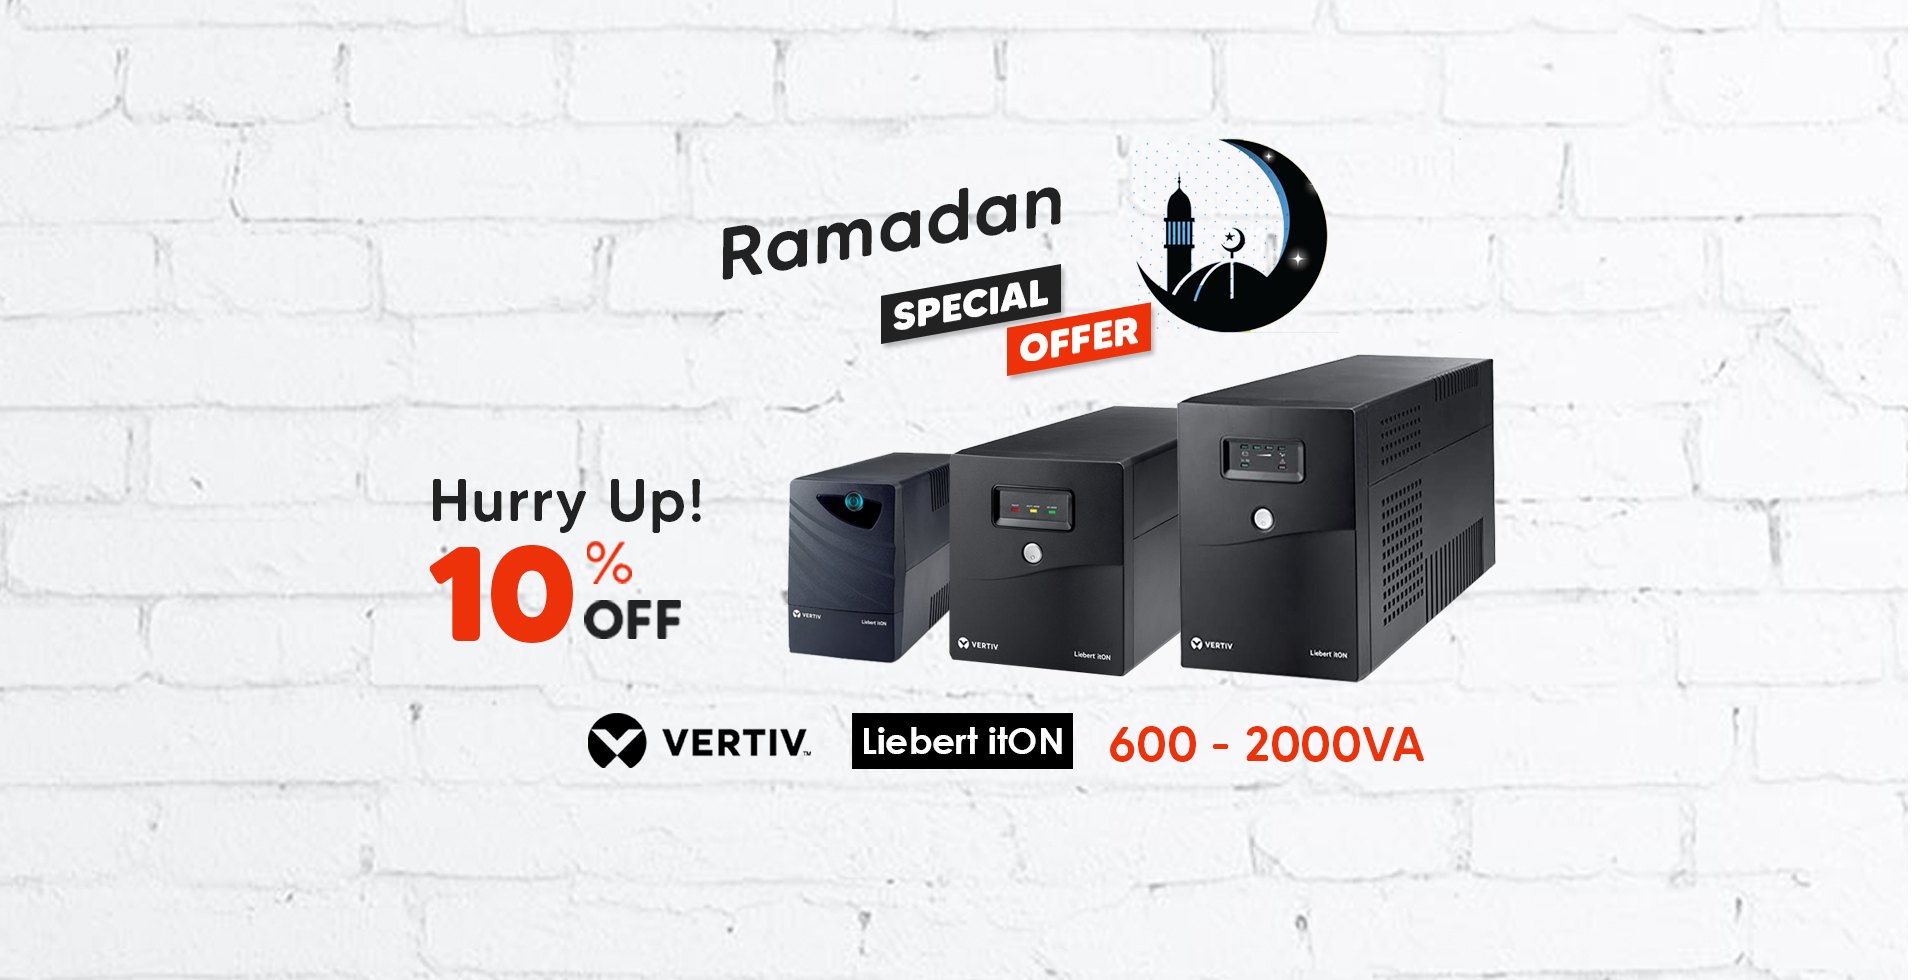 Ramadan
SPECIAL
OFFER
Hurry Up!
10%
OFF
VERTIV
Liebert itON
VERTIV
Liebert itON
VERTIV
Liebert itON
VERTIV™
Liebert itON
600 - 2000VA